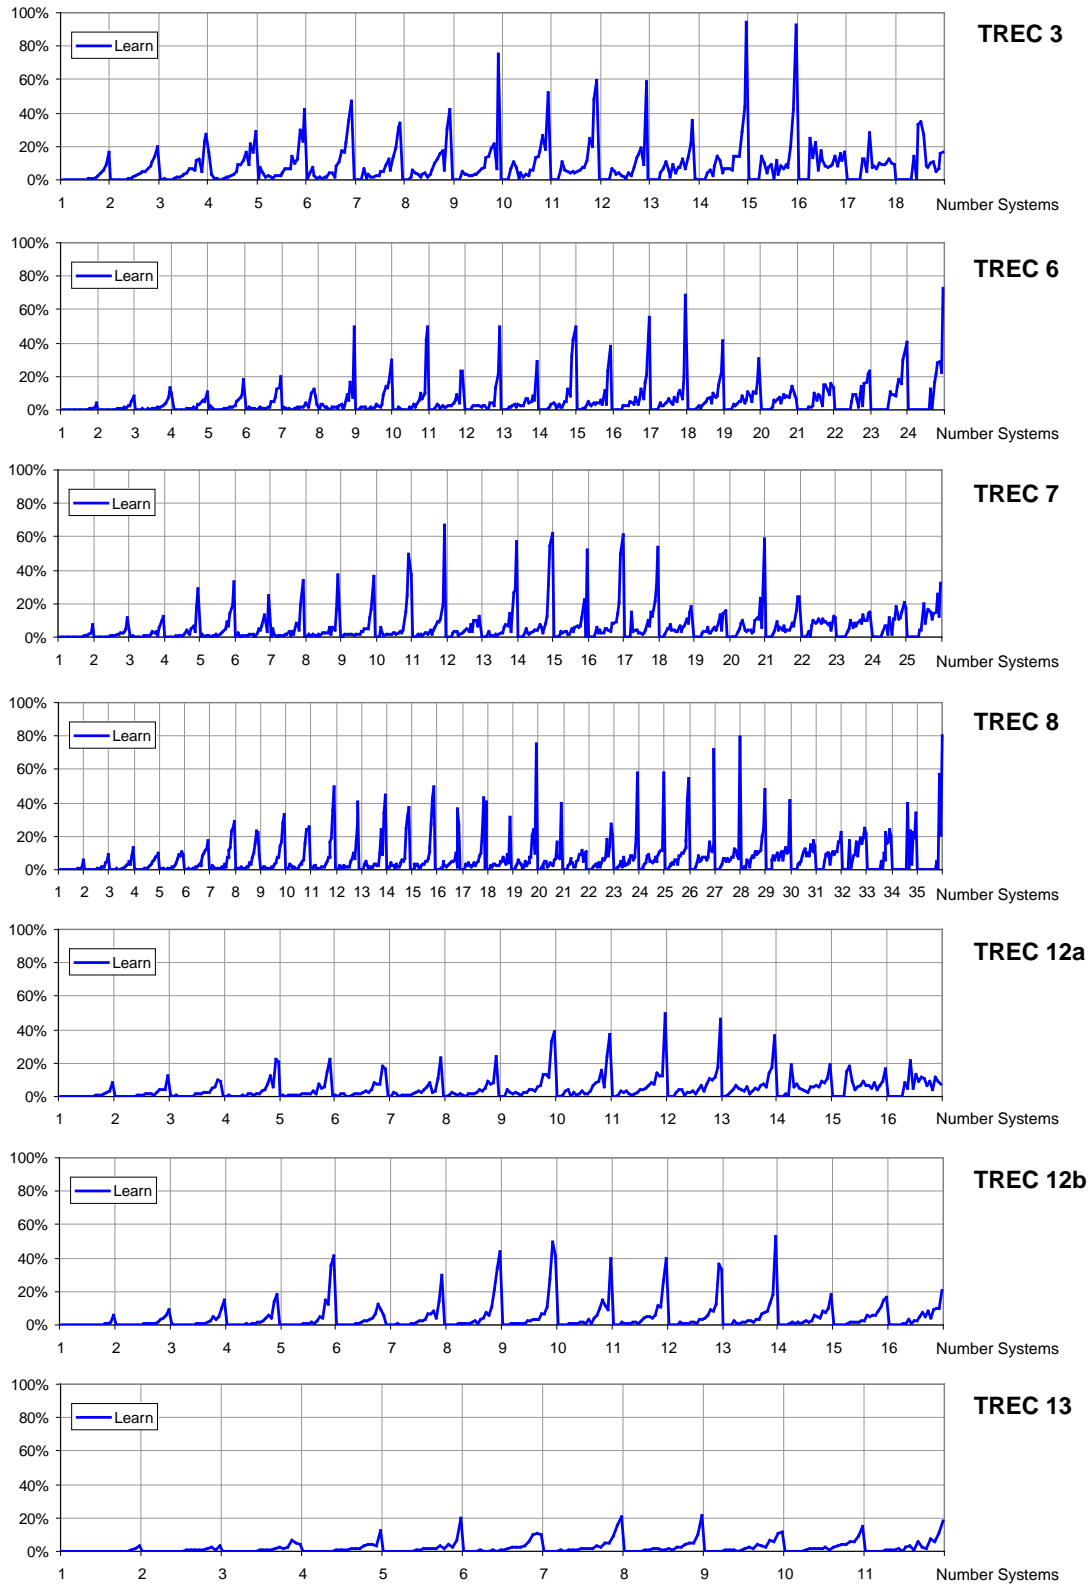 100%
80%
60%
40%
20%
0%
Learn
TREC 3
1 2 3 4 5 6 7 8 9 10 11 12 13 14 15 16 17 18 Number Systems
100%
80%
60%
40%
20%
0%
Learn
TREC 6
1 2 3 4 5 6 7 8 9 10 11 12 13 14 15 16 17 18 19 20 21 22 23 24 Number Systems
100%
80%
60%
40%
20%
0%
Learn
TREC 7
1 2 3 4 5 6 7 8 9 10 11 12 13 14 15 16 17 18 19 20 21 22 23 24 25 Number Systems
100%
80%
60%
40%
20%
0%
Learn
TREC 8
1 2 3 4 5 6 7 8 9 10 11 12 13 15 16 17 18 19 20 21 22 23 24 25 26 27 28 29 30 31 32 33 35 Number Systems
100%
80%
60%
40%
20%
0%
Learn
TREC 12a
1 2 3 4 5 6 7 8 9 10 11 12 13 14 15 16 Number Systems
100%
80%
60%
40%
20%
0%
Learn
TREC 12b
1 2 3 4 5 6 7 8 9 10 11 12 13 14 15 16 Number Systems
100%
80%
60%
40%
20%
0%
Learn
TREC 13
1 2 3 4 5 6 7 8 9 10 11 Number Systems